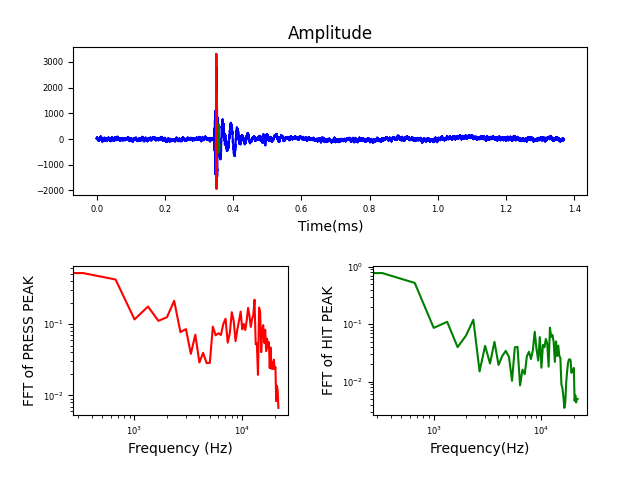 Amplitude
3000
2000
1000
0
−1000
−2000
0.0 0.2 0.4 0.6 0.8 1.0 1.2 1.4
Time(ms)
FFT of PRESS PEAK
10⁻¹
10⁻²
10³ 10⁴
Frequency (Hz)
FFT of HIT PEAK
10⁰
10⁻¹
10⁻²
10³ 10⁴
Frequency(Hz)